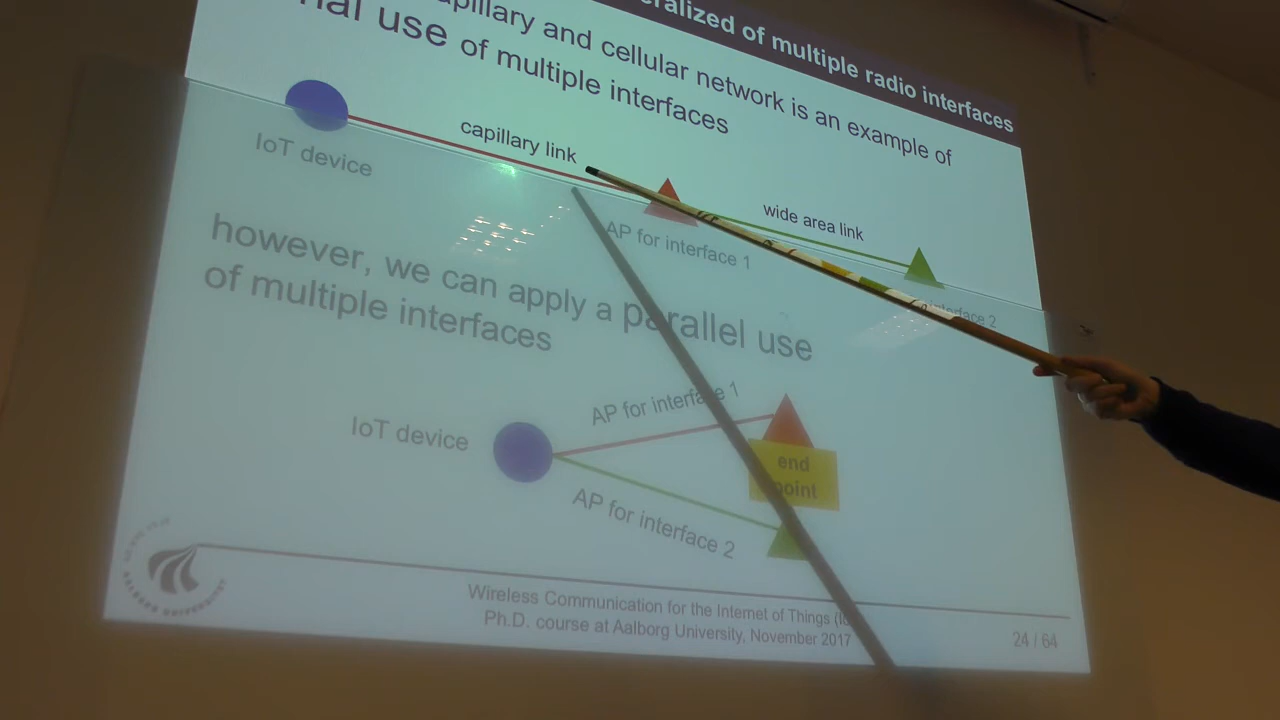 of multiple radio interfaces
capillary and cellular network is an example of
use of multiple interfaces
capillary link
IoT device
wide area link
AP for interface 1
interface 2
however, we can apply a parallel use
of multiple interfaces
AP for interface 1
IoT device
end
point
AP for interface 2
Wireless Communication for the Internet of Things
Ph.D. course at Aalborg University, November 2017
24 / 64